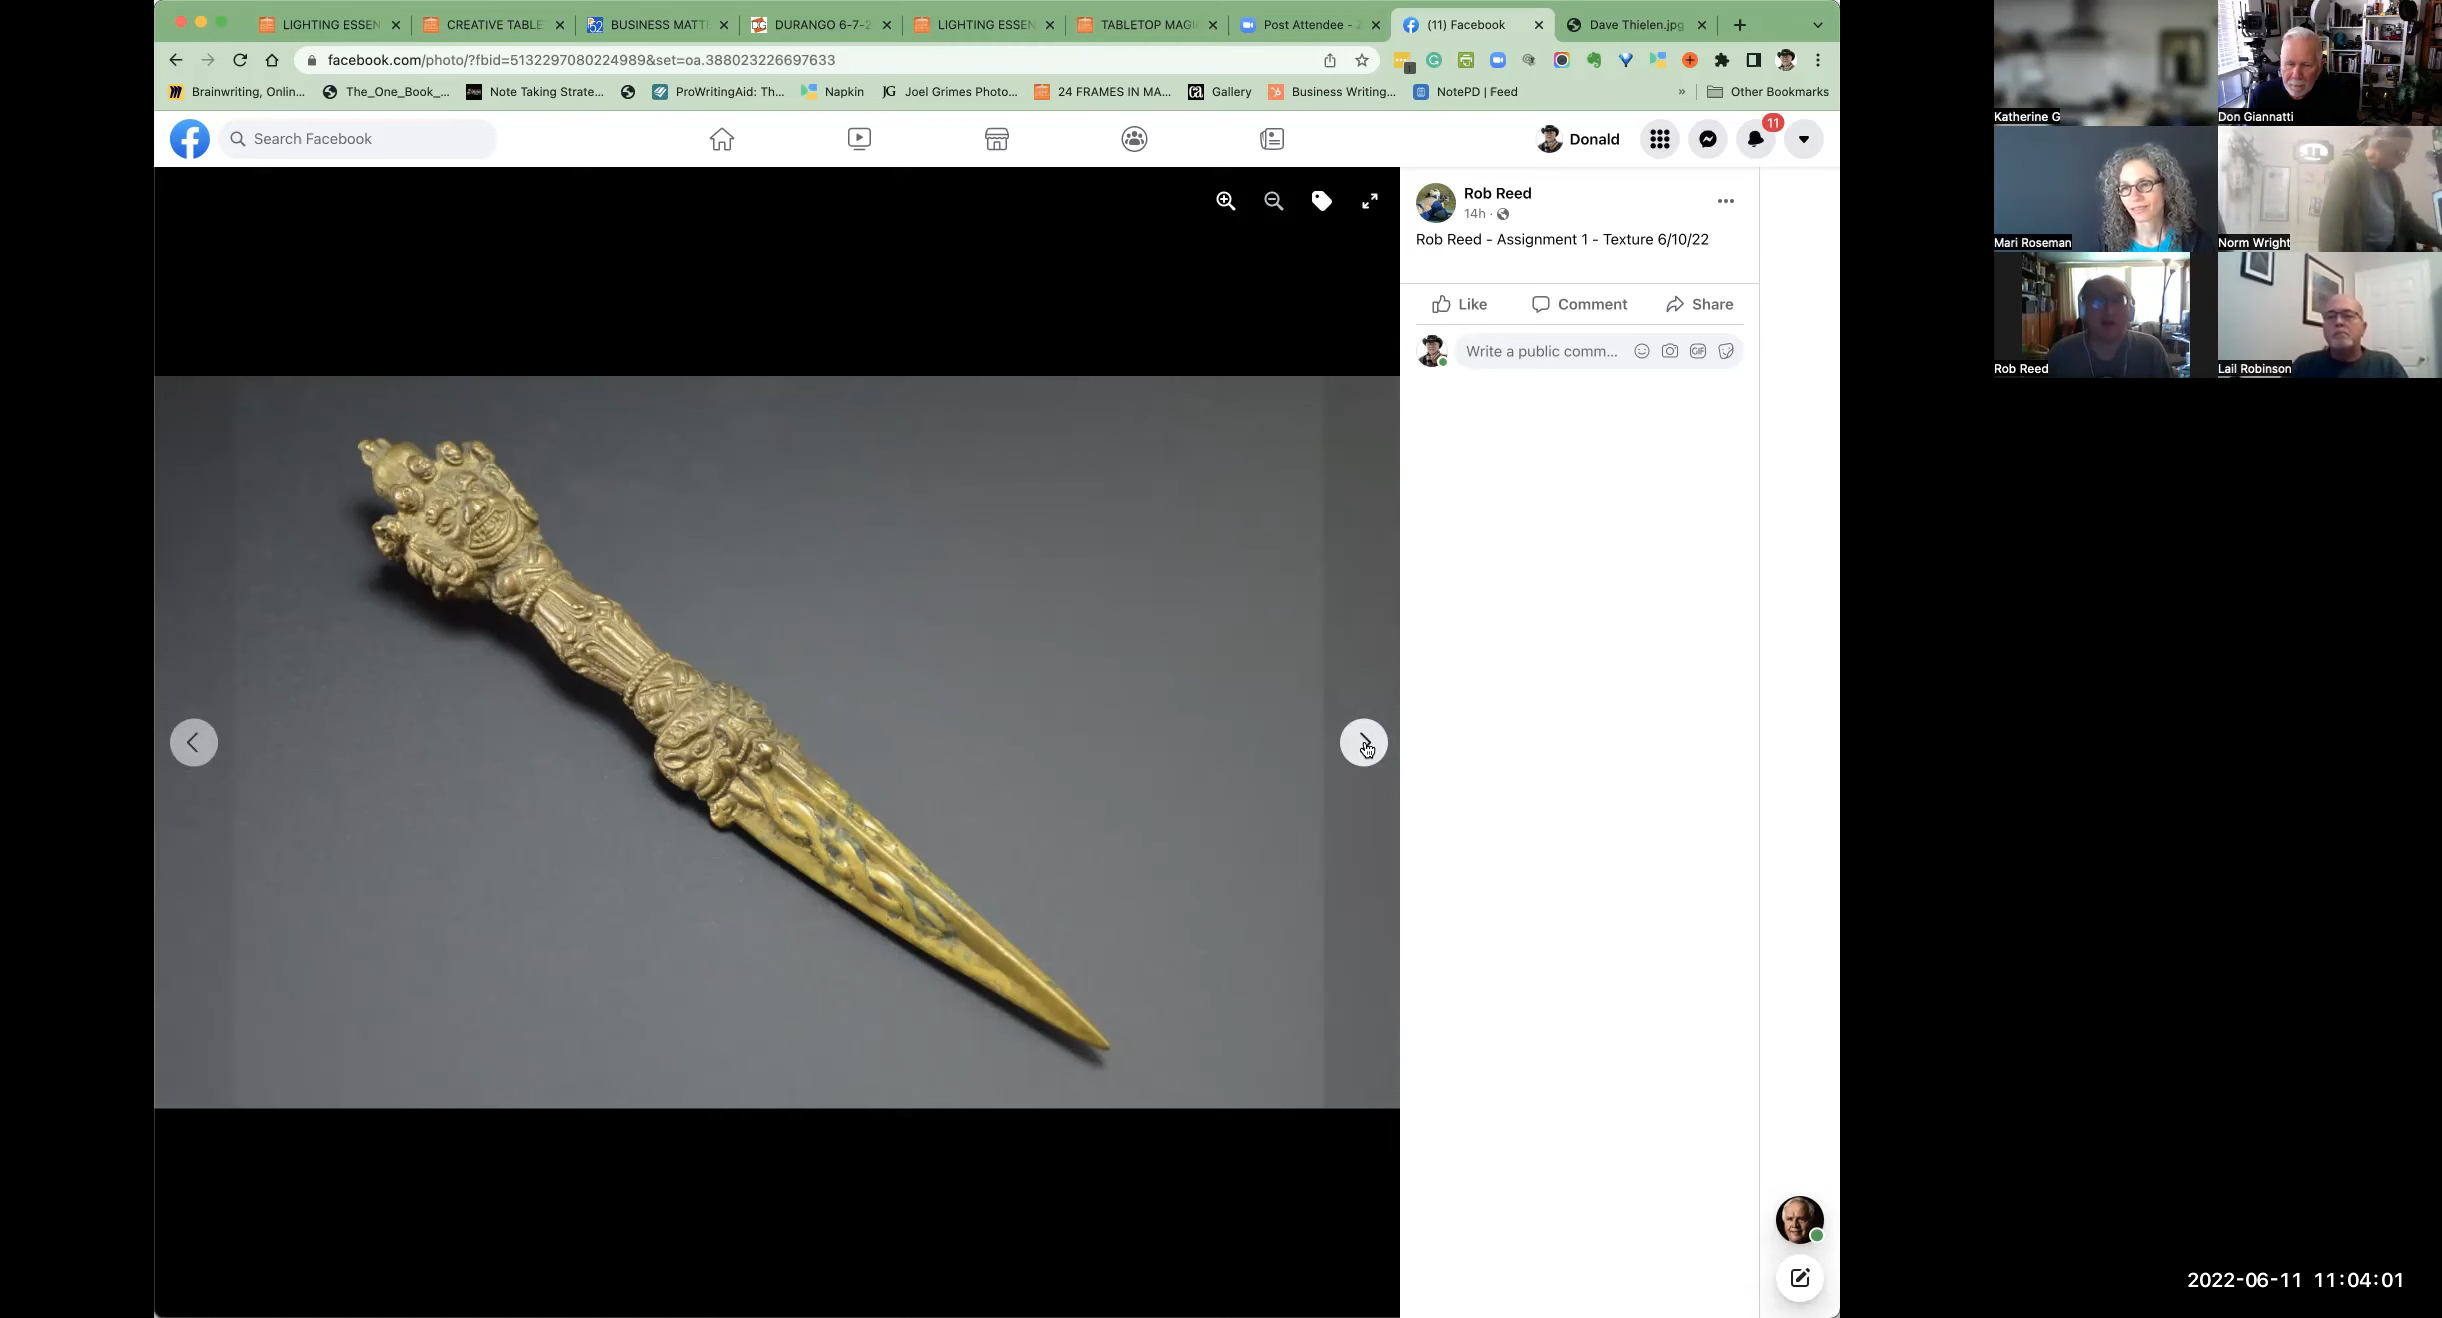 LIGHTING ESSEN
CREATIVE TABLE
BUSINESS MATTE
DURANGO 6-7-2
LIGHTING ESSEN
TABLETOP MAGI
Post Attendee - Z
(11) Facebook
Dave Thielen.jpg
facebook.com/photo/?fbid=5132297080224989&set=oa.388023226697633
Brainwriting, Onlin...
The_One_Book_...
Note Taking Strate...
ProWritingAid: Th...
Napkin
JG Joel Grimes Photo...
24 FRAMES IN MA...
Gallery
Business Writing...
NotePD | Feed
»
Other Bookmarks
Search Facebook
Donald
11
Rob Reed
14h ·
Rob Reed - Assignment 1 - Texture 6/10/22
Like
Comment
Share
Write a public comm...
GIF
Katherine G
Don Giannatti
Mari Roseman
Norm Wright
Rob Reed
Lail Robinson
2022-06-11 11:04:01